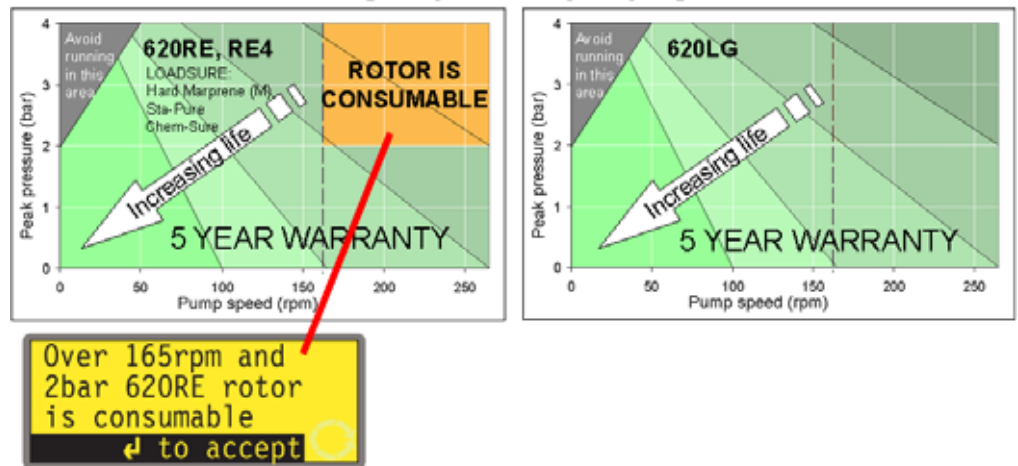 4
3
2
1
0
Peak pressure (bar)
Avoid
running
in this
area
620RE, RE4
LOADSURE:
Hard Marprene (M)
Sta-Pure
Chem-Sure
ROTOR IS
CONSUMABLE
Increasing life
5 YEAR WARRANTY
0 50 100 150 200 250
Pump speed (rpm)
4
3
2
1
0
Peak pressure (bar)
Avoid
running
in this
area
620LG
Increasing life
5 YEAR WARRANTY
0 50 100 150 200 250
Pump speed (rpm)
Over 165rpm and
2bar 620RE rotor
is consumable
↲ to accept